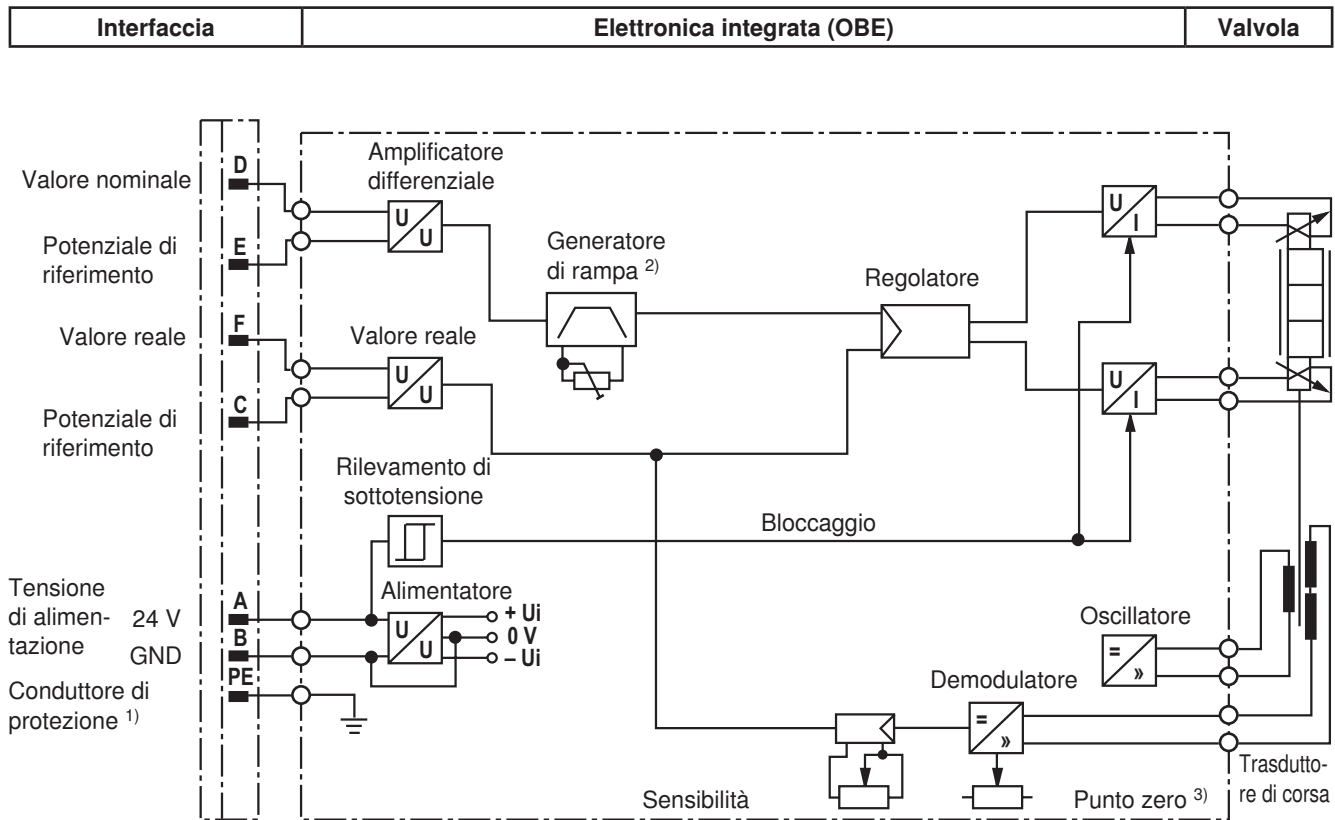 Interfaccia
Elettronica integrata (OBE)
Valvola
Valore nominale
D
Potenziale di
riferimento
E
Valore reale
F
Potenziale di
riferimento
C
Tensione
di alimen-
tazione
24 V
A
GND
B
Conduttore di
protezione 1)
PE
Amplificatore
differenziale
U
U
Generatore
di rampa 2)
Regolatore
U
I
Valore reale
U
U
U
I
Rilevamento di
sottotensione
Bloccaggio
Alimentatore
U
U
+ Ui
0 V
– Ui
Oscillatore
=
»
Demodulatore
=
»
Sensibilità
Punto zero 3)
Trasdutto-
re di corsa